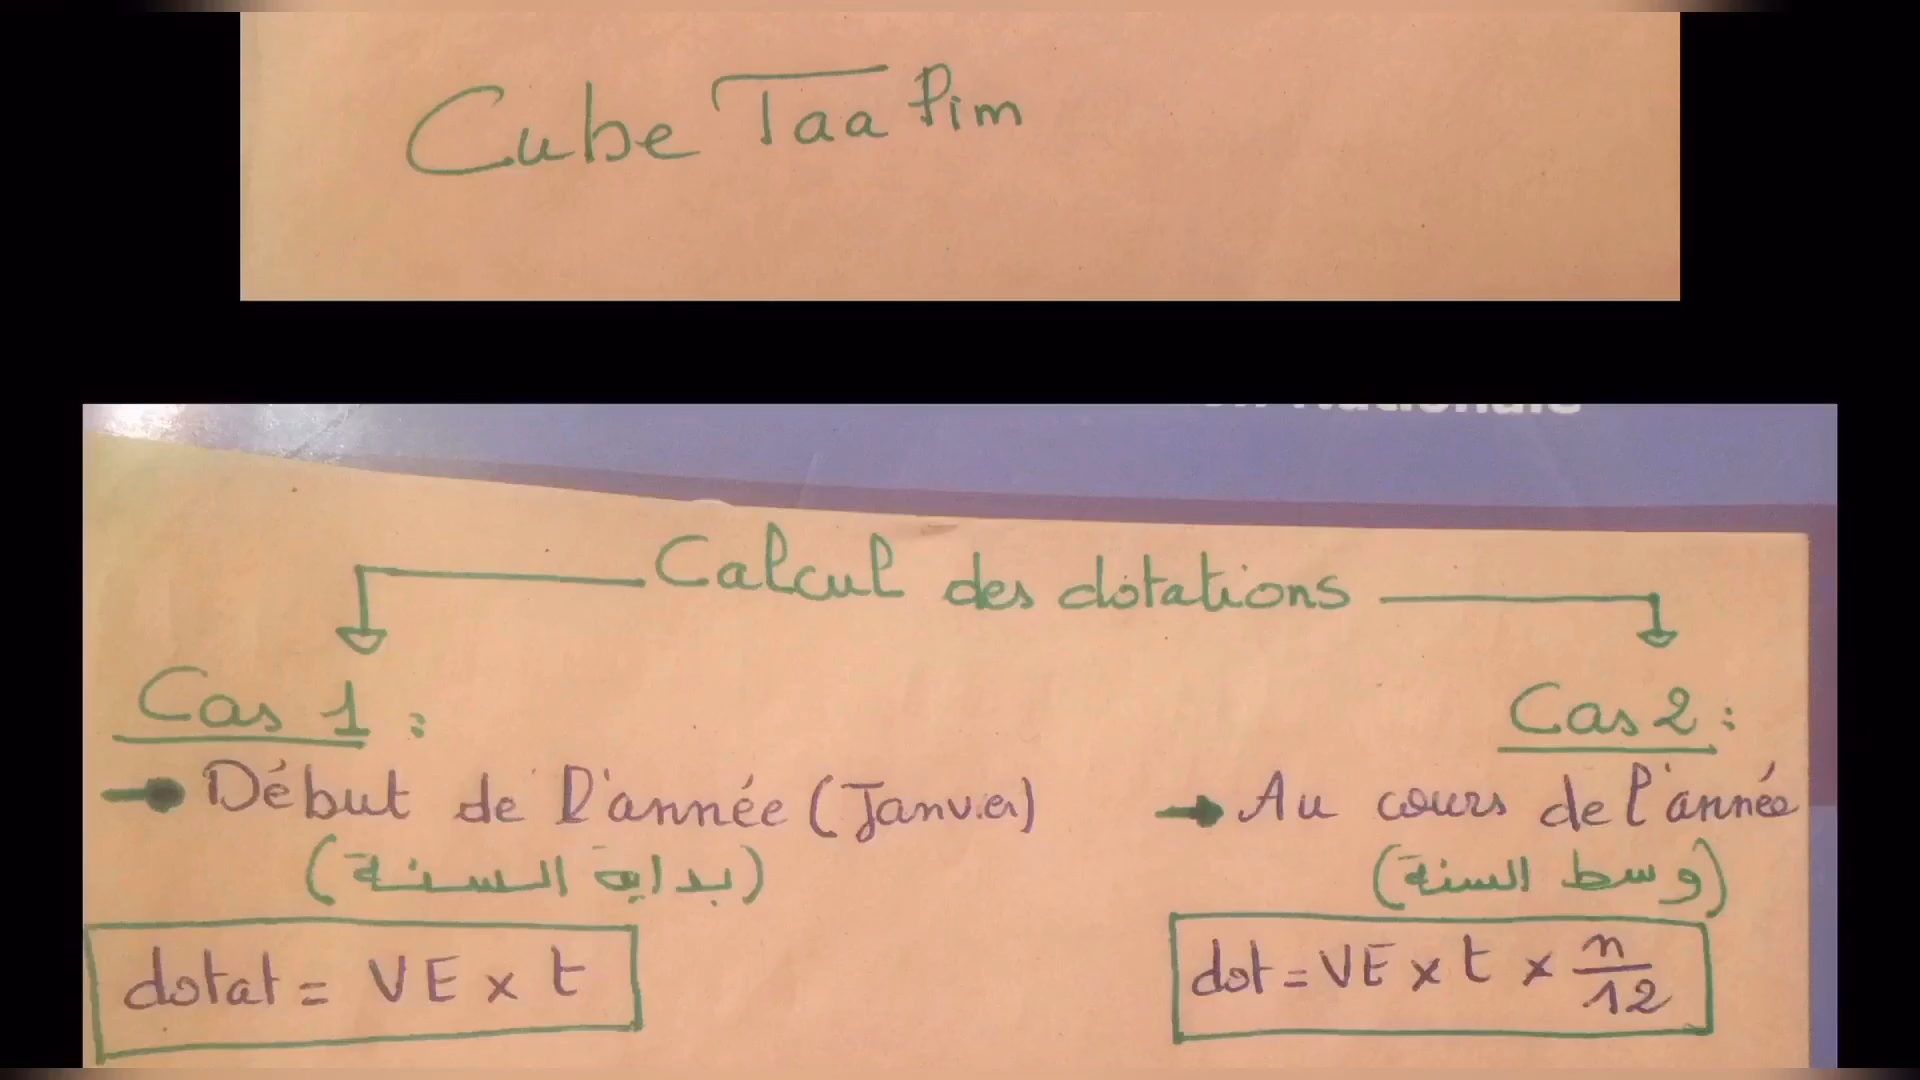 Cube Taa Pim
Calcul des dotations
Cas 1 :
Cas 2 :
Début de l'année (Janvier)
Au cours de l'année
(بداية السنة)
(وسط السنة)
dotat = VE x t
dot = VE x t x n/12